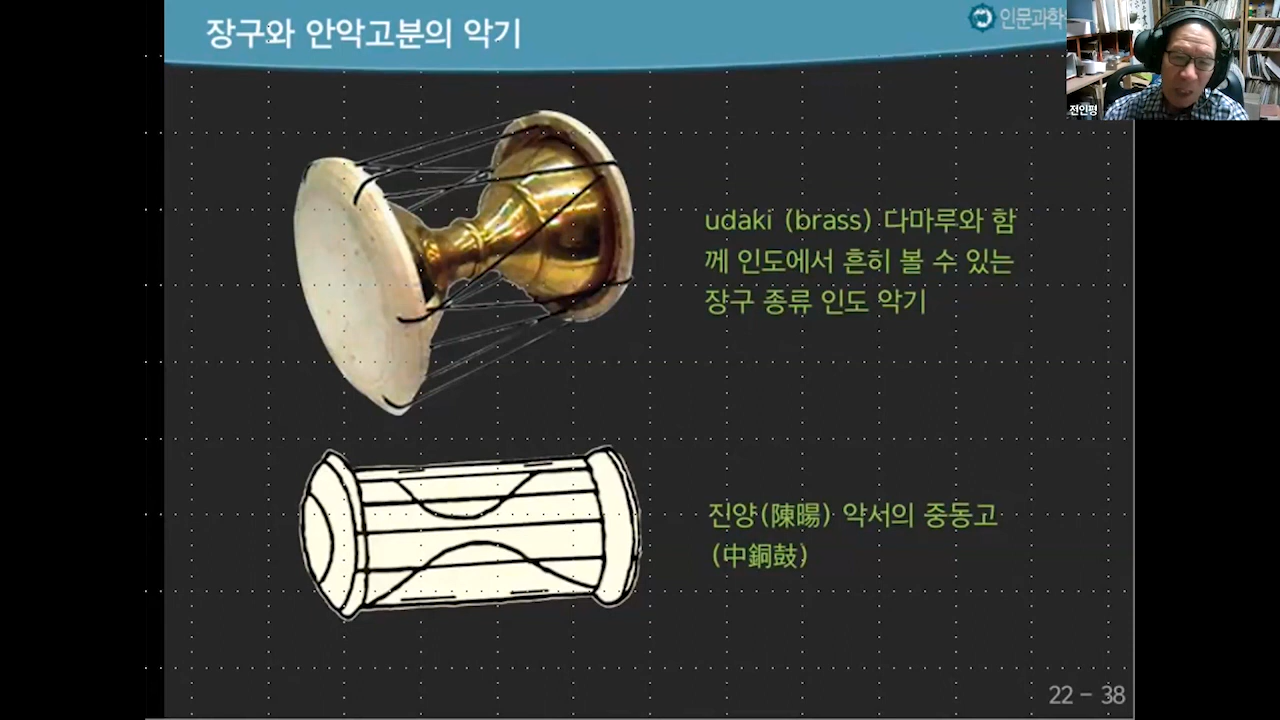 장구와 안악고분의 악기
인문과학
전인평
udaki (brass) 다마루와 함
께 인도에서 흔히 볼 수 있는
장구 종류 인도 악기
진양(陳暘) 악서의 중동고
(中銅鼓)
22 - 38